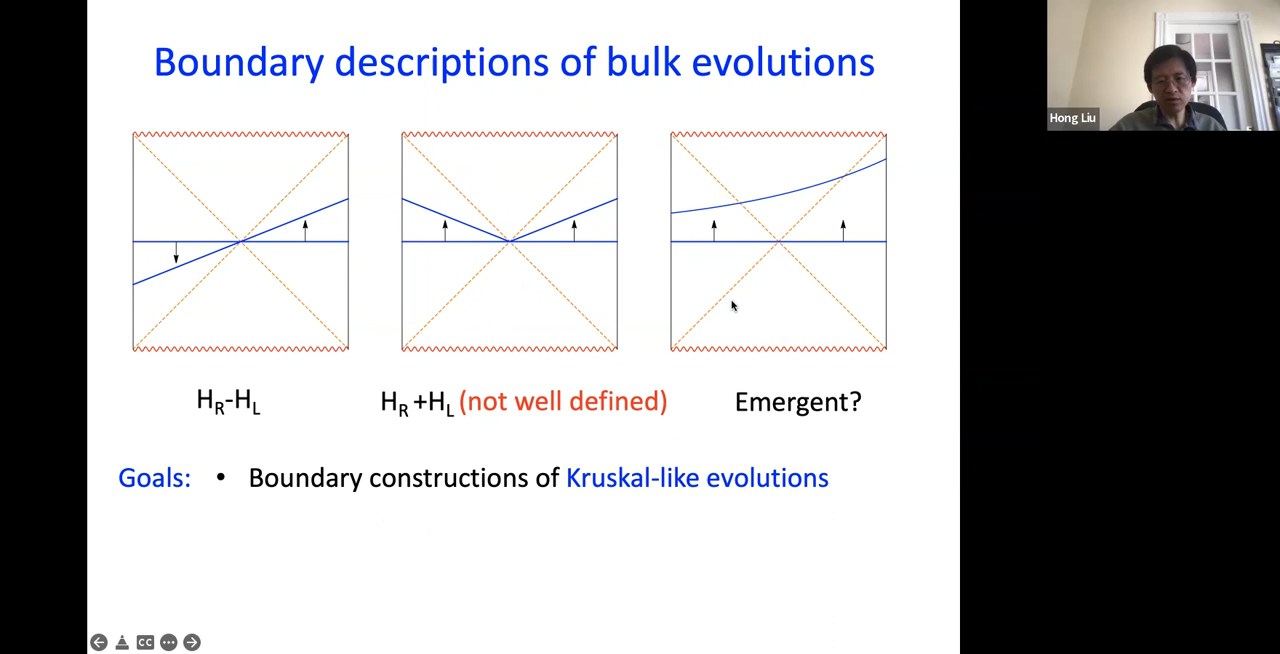 Boundary descriptions of bulk evolutions
Hong Liu
H_R-H_L
H_R +H_L (not well defined)
Emergent?
Goals: • Boundary constructions of Kruskal-like evolutions
CC